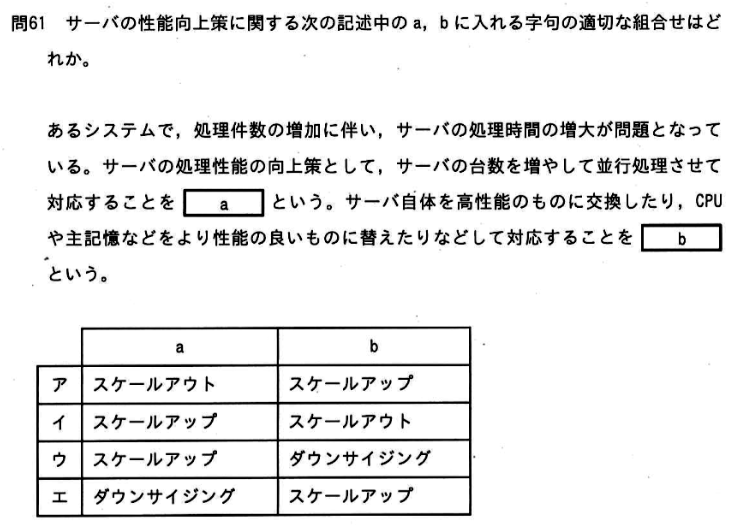 問61 サーバの性能向上策に関する次の記述中の a，b に入れる字句の適切な組合せはど
れか。
あるシステムで，処理件数の増加に伴い，サーバの処理時間の増大が問題となって
いる。サーバの処理性能の向上策として，サーバの台数を増やして並行処理させて
対応することを a という。サーバ自体を高性能のものに交換したり，CPU
や主記憶などをより性能の良いものに替えたりなどして対応することを b
という。
a b
ア スケールアウト スケールアップ
イ スケールアップ スケールアウト
ウ スケールアップ ダウンサイジング
エ ダウンサイジング スケールアップ